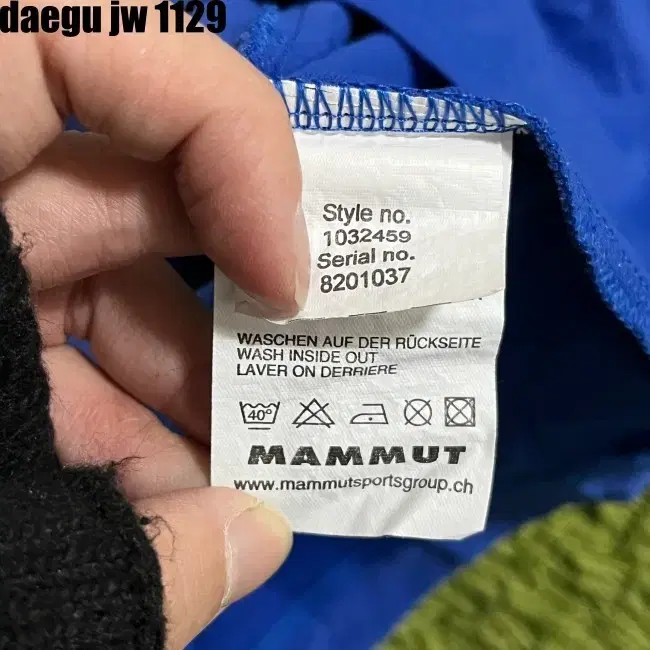 daegu jw 1129
Style no.
1032459
Serial no.
8201037
WASCHEN AUF DER RÜCKSEITE
WASH INSIDE OUT
LAVER ON DERRIERE
40°
MAMMUT
www.mammutsportsgroup.ch